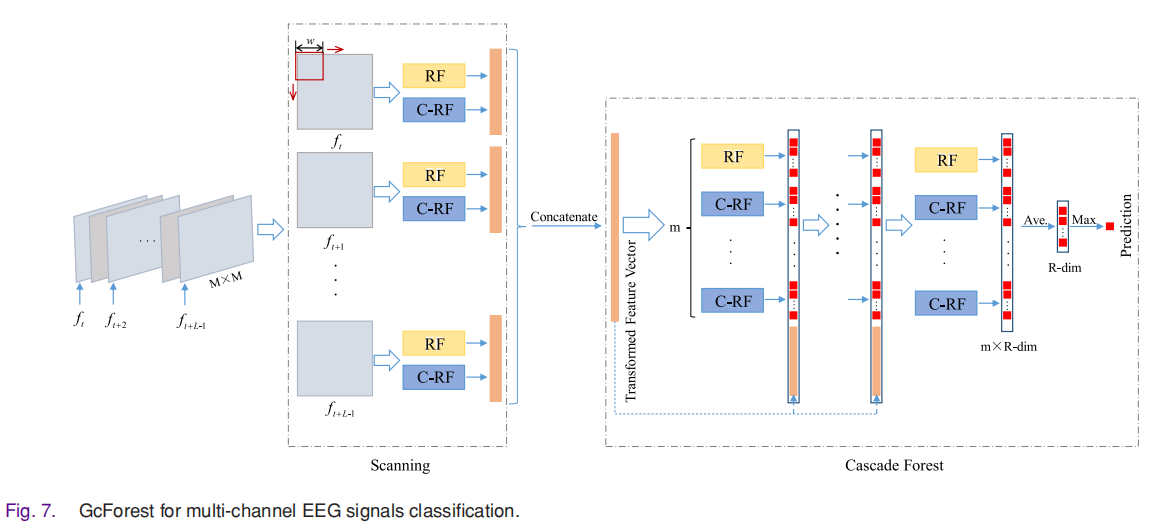 w
RF
C-RF
f_t
RF
C-RF
f_{t+1}
RF
C-RF
f_{t+L-1}
Scanning
...
M×M
f_t
f_{t+2}
f_{t+L-1}
Concatenate
Transformed Feature Vector
m
RF
C-RF
C-RF
RF
C-RF
C-RF
m×R-dim
Ave.
R-dim
Max
Prediction
Cascade Forest
Fig. 7. GcForest for multi-channel EEG signals classification.